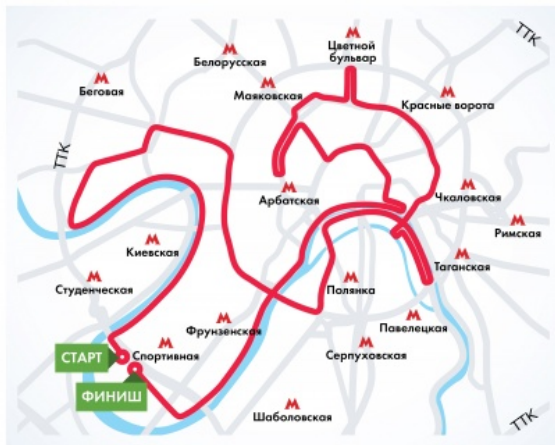 Цветной
бульвар
ТТК
Белорусская
Беговая
Маяковская
Красные ворота
ТТК
Арбатская
Чкаловская
Римская
Киевская
Таганская
Студенческая
Полянка
Фрунзенская
Павелецкая
СТАРТ
Спортивная
Серпуховская
ФИНИШ
Шаболовская
ТТК